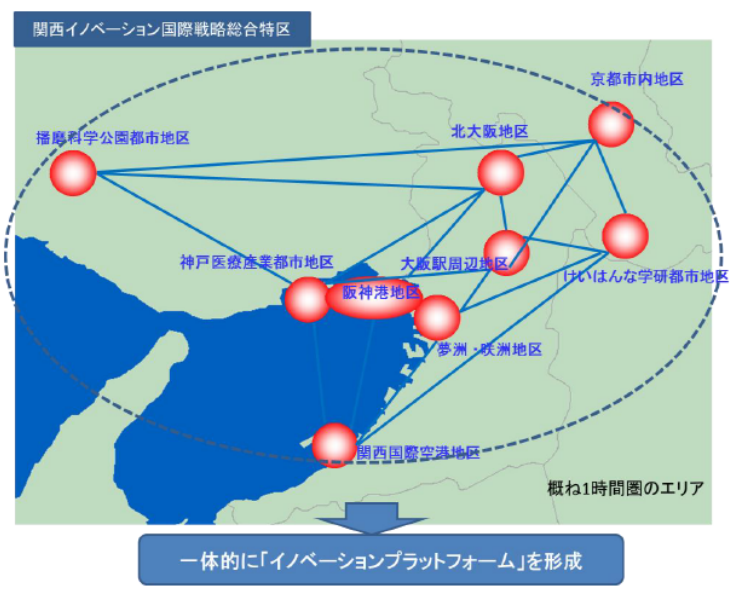 関西イノベーション国際戦略総合特区
京都市内地区
北大阪地区
播磨科学公園都市地区
神戸医療産業都市地区
大阪駅周辺地区
けいはんな学研都市地区
阪神港地区
夢洲・咲洲地区
関西国際空港地区
概ね1時間圏のエリア
一体的に「イノベーションプラットフォーム」を形成